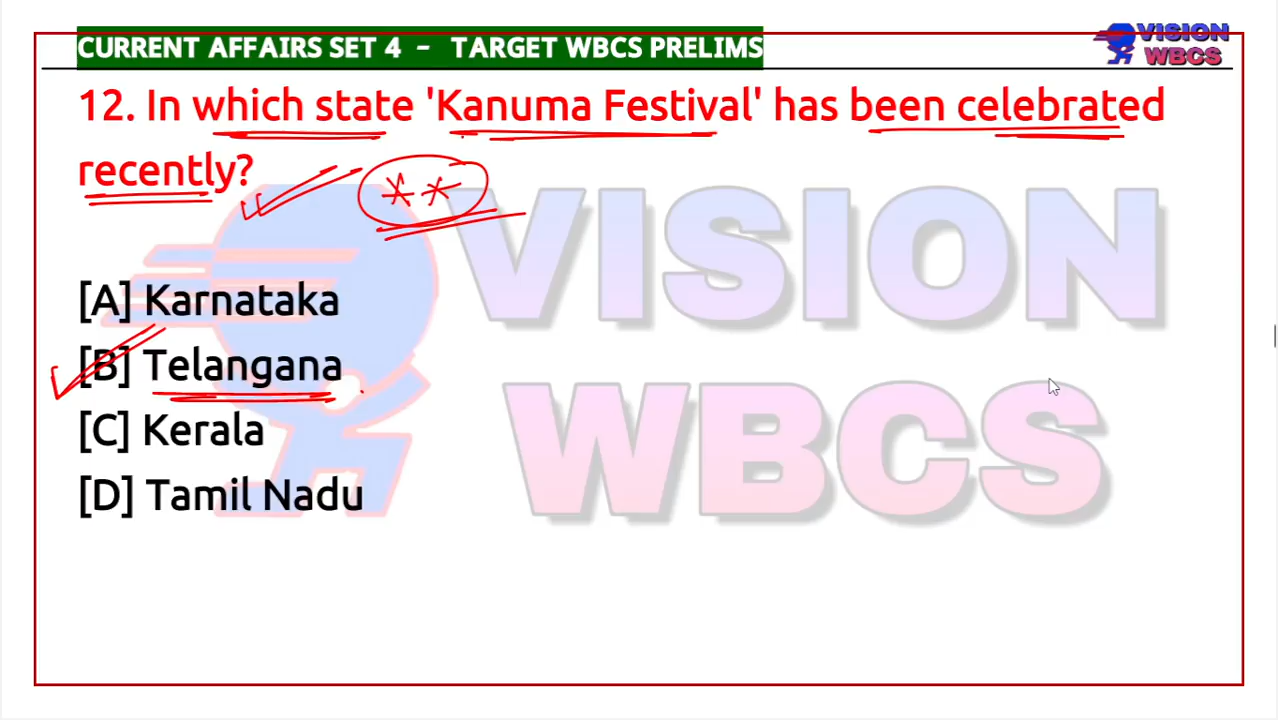 CURRENT AFFAIRS SET 4 - TARGET WBCS PRELIMS
VISION
WBCS
12. In which state 'Kanuma Festival' has been celebrated
recently?
**
VISION
WBCS
[A] Karnataka
[B] Telangana
[C] Kerala
[D] Tamil Nadu